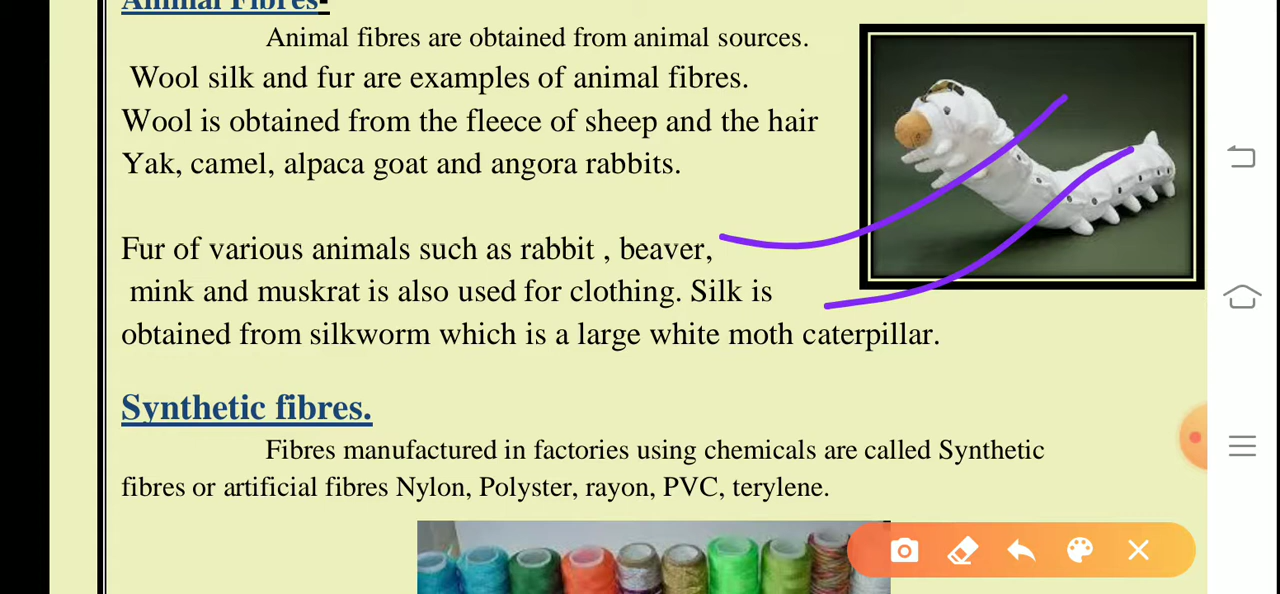 Animal Fibres-
Animal fibres are obtained from animal sources.
Wool silk and fur are examples of animal fibres.
Wool is obtained from the fleece of sheep and the hair
Yak, camel, alpaca goat and angora rabbits.
Fur of various animals such as rabbit , beaver,
mink and muskrat is also used for clothing. Silk is
obtained from silkworm which is a large white moth caterpillar.
Synthetic fibres.
Fibres manufactured in factories using chemicals are called Synthetic
fibres or artificial fibres Nylon, Polyster, rayon, PVC, terylene.